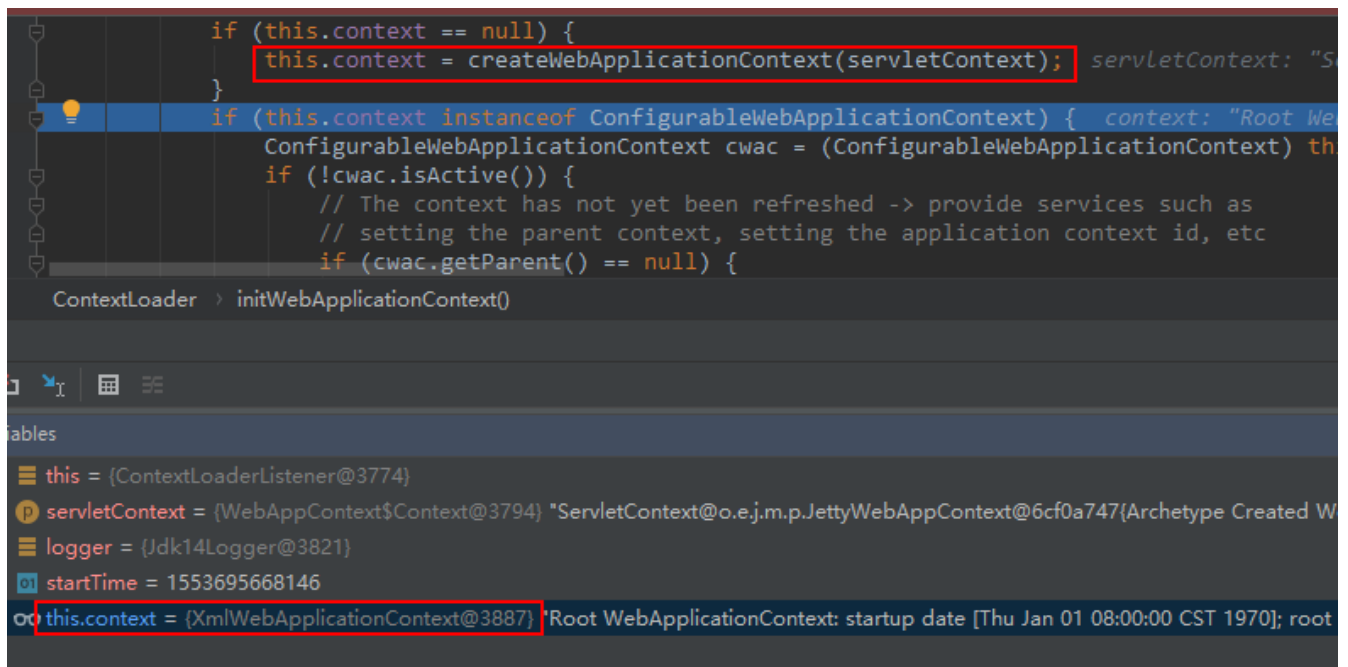 if (this.context == null) {
this.context = createWebApplicationContext(servletContext); servletContext: "S
}
if (this.context instanceof ConfigurableWebApplicationContext) { context: "Root We
ConfigurableWebApplicationContext cwac = (ConfigurableWebApplicationContext) th
if (!cwac.isActive()) {
// The context has not yet been refreshed -> provide services such as
// setting the parent context, setting the application context id, etc
if (cwac.getParent() == null) {
ContextLoader › initWebApplicationContext()
iables
this = {ContextLoaderListener@3774}
servletContext = {WebAppContext$Context@3794} "ServletContext@o.e.j.m.p.JettyWebAppContext@6cf0a747{Archetype Created W
logger = {Jdk14Logger@3821}
startTime = 1553695668146
this.context = {XmlWebApplicationContext@3887} "Root WebApplicationContext: startup date [Thu Jan 01 08:00:00 CST 1970]; root